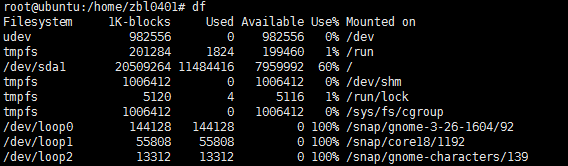 root@ubuntu:/home/zbl0401# df
Filesystem     1K-blocks     Used Available Use% Mounted on
udev              982556        0    982556   0% /dev
tmpfs             201284     1824    199460   1% /run
/dev/sda1       20509264 11484416   7959992  60% /
tmpfs            1006412        0   1006412   0% /dev/shm
tmpfs               5120        4      5116   1% /run/lock
tmpfs            1006412        0   1006412   0% /sys/fs/cgroup
/dev/loop0        144128   144128         0 100% /snap/gnome-3-26-1604/92
/dev/loop1         55808    55808         0 100% /snap/core18/1192
/dev/loop2         13312    13312         0 100% /snap/gnome-characters/139